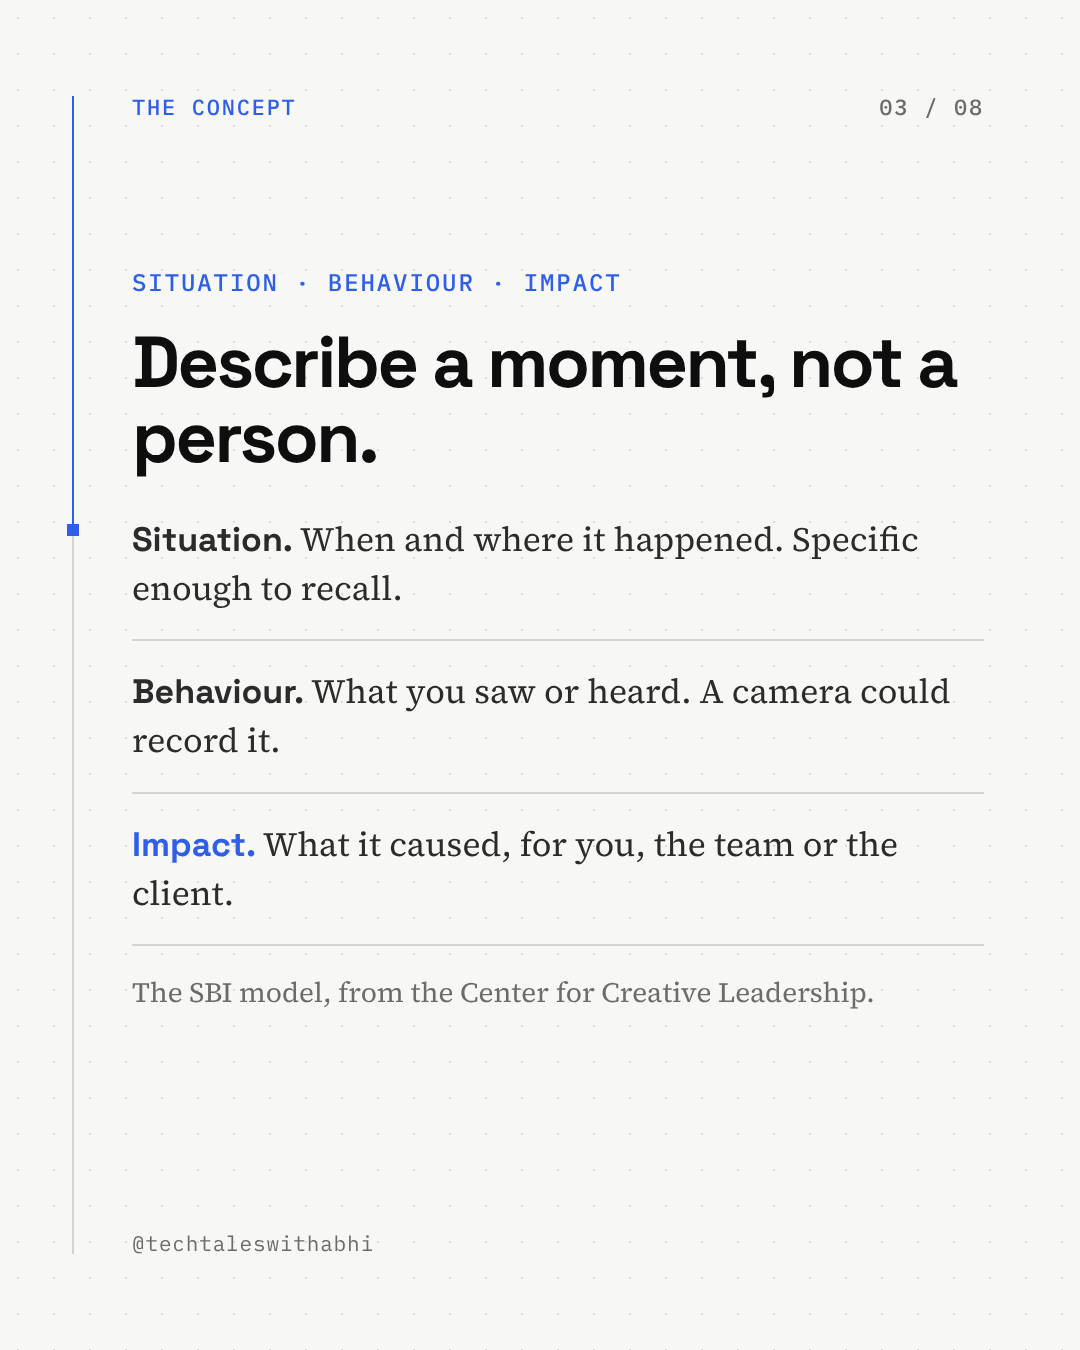 THE CONCEPT
03 / 08
SITUATION · BEHAVIOUR · IMPACT
Describe a moment, not a
person.
Situation. When and where it happened. Specific
enough to recall.
Behaviour. What you saw or heard. A camera could
record it.
Impact. What it caused, for you, the team or the
client.
The SBI model, from the Center for Creative Leadership.
@techtaleswithabhi